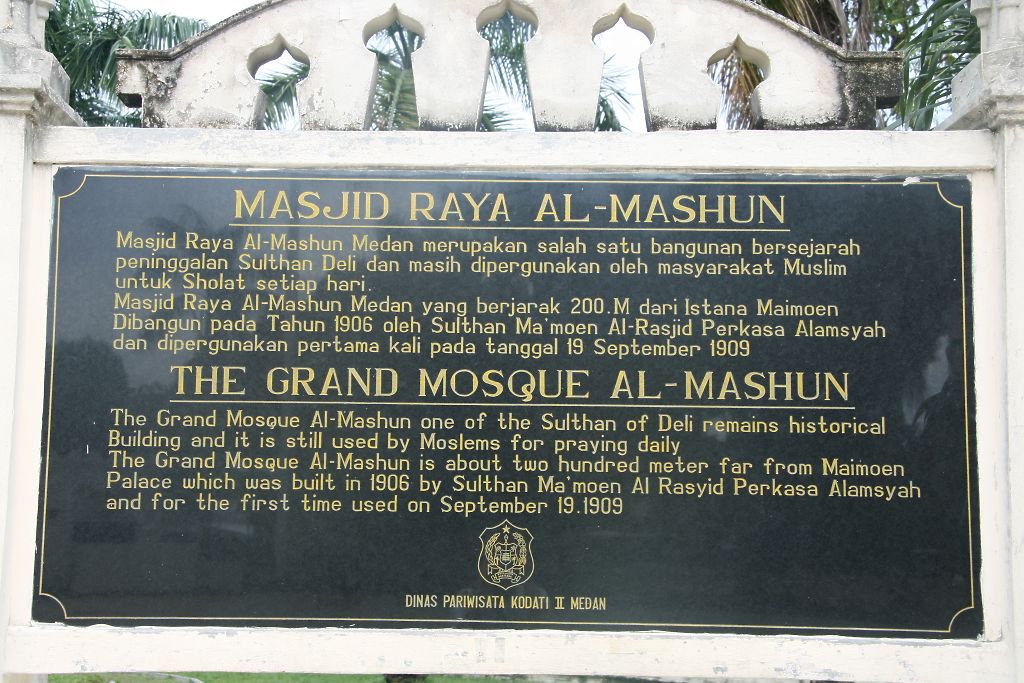 MASJID RAYA AL-MASHUN
Masjid Raya Al-Mashun Medan merupakan salah satu bangunan bersejarah
peninggalan Sulthan Deli dan masih dipergunakan oleh masyarakat Muslim
untuk Sholat setiap hari.
Masjid Raya Al-Mashun Medan yang berjarak 200.M dari Istana Maimoen
Dibangun pada Tahun 1906 oleh Sulthan Ma'moen Al-Rasjid Perkasa Alamsyah
dan dipergunakan pertama kali pada tanggal 19 September 1909
THE GRAND MOSQUE AL-MASHUN
The Grand Mosque Al-Mashun one of the Sulthan of Deli remains historical
Building and it is still used by Moslems for praying daily
The Grand Mosque Al-Mashun is about two hundred meter far from Maimoen
Palace which was built in 1906 by Sulthan Ma'moen Al Rasyid Perkasa Alamsyah
and for the first time used on September 19.1909
DINAS PARIWISATA KODATI II MEDAN